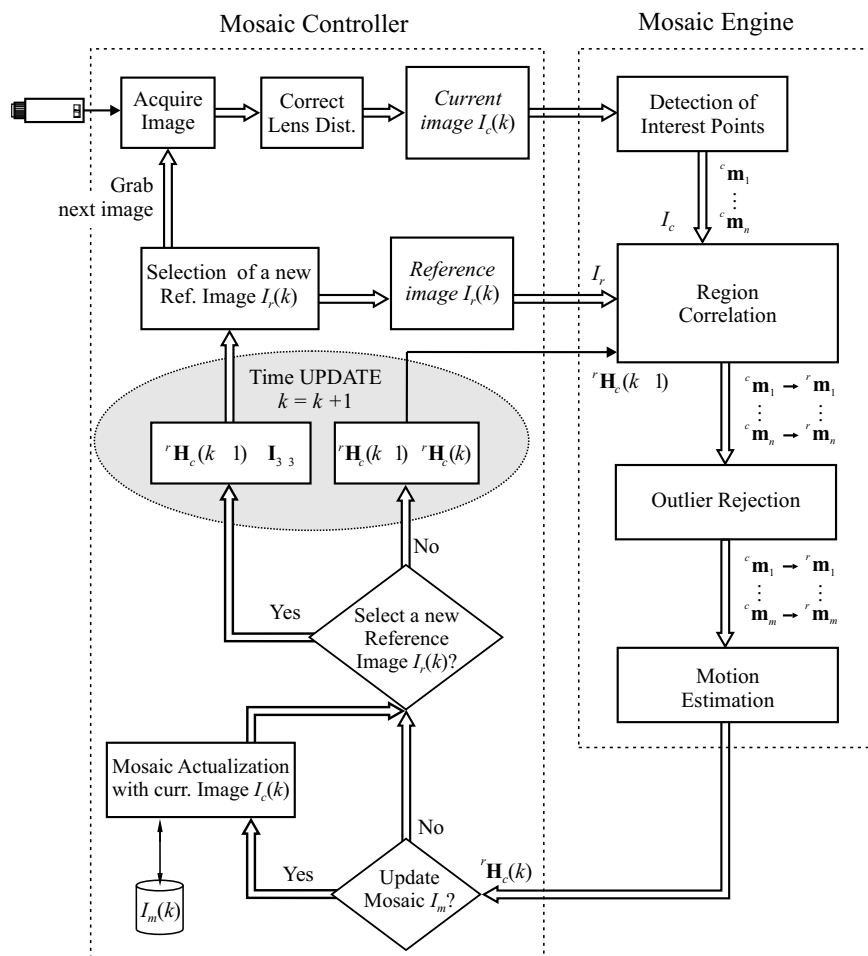 Mosaic Controller
Mosaic Engine
Acquire
Image
Correct
Lens Dist.
Current
image I_c(k)
Detection of
Interest Points
Grab
next image
^c m_1
⋮
^c m_n
I_c
Selection of a new
Ref. Image I_r(k)
Reference
image I_r(k)
I_r
Region
Correlation
Time UPDATE
k = k +1
^r H_c(k 1)
^r H_c(k 1) I_3 3
^r H_c(k 1) ^r H_c(k)
^c m_1 → ^r m_1
⋮ ⋮
^c m_n → ^r m_n
Outlier Rejection
No
Yes
Select a new
Reference
Image I_r(k)?
^c m_1 → ^r m_1
⋮ ⋮
^c m_m → ^r m_m
Motion
Estimation
Mosaic Actualization
with curr. Image I_c(k)
No
Yes
Update
Mosaic I_m?
^r H_c(k)
I_m(k)